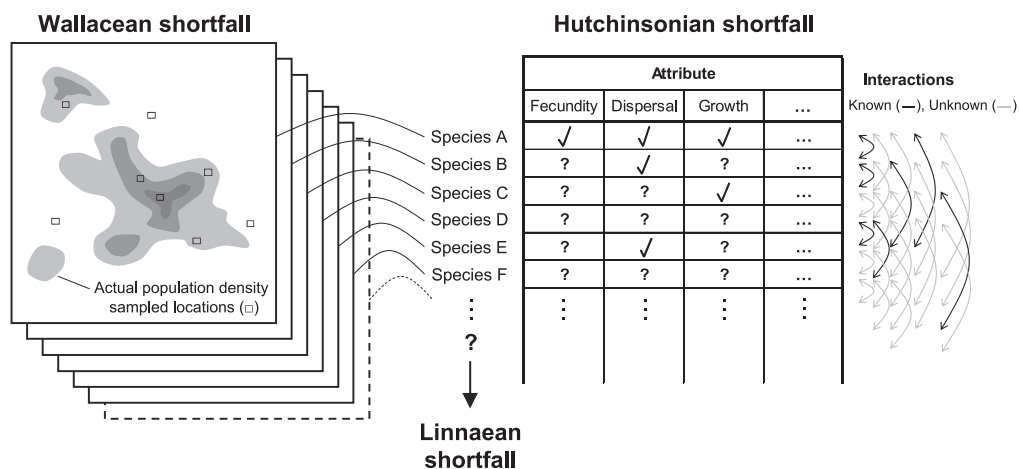 Wallacean shortfall
Actual population density
sampled locations (□)
Species A
Species B
Species C
Species D
Species E
Species F
⋮
?
Linnaean
shortfall
Hutchinsonian shortfall
Attribute
Fecundity Dispersal Growth ...
✓ ✓ ✓ ...
? ✓ ? ...
? ? ✓ ...
? ? ? ...
? ✓ ? ...
? ? ? ...
⋮ ⋮ ⋮ ⋮
Interactions
Known (—), Unknown (—)